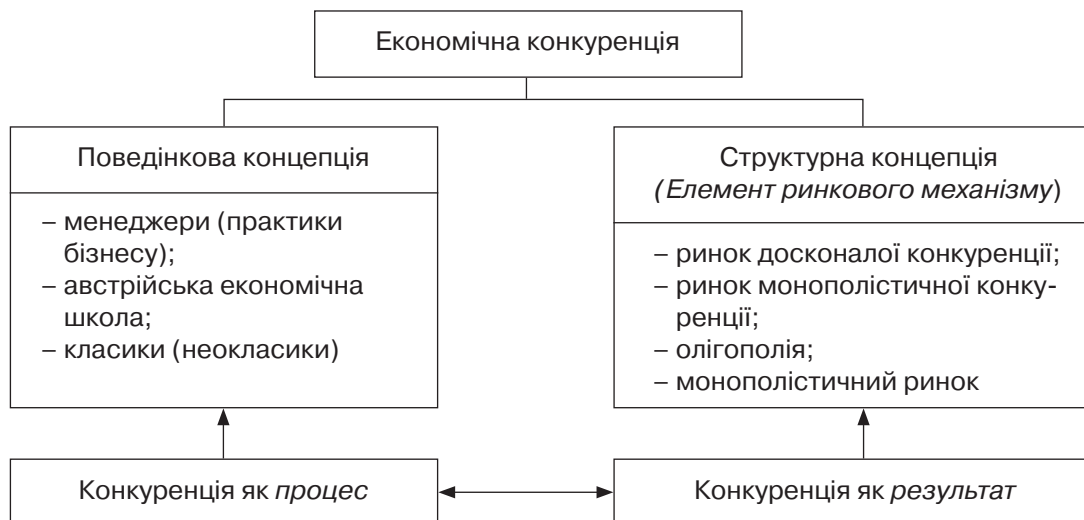 Економічна конкуренція
Поведінкова концепція
– менеджери (практики
бізнесу);
– австрійська економічна
школа;
– класики (неокласики)
Структурна концепція
(Елемент ринкового механізму)
– ринок досконалої конкуренції;
– ринок монополістичної конку-
ренції;
– олігополія;
– монополістичний ринок
Конкуренція як процес
Конкуренція як результат